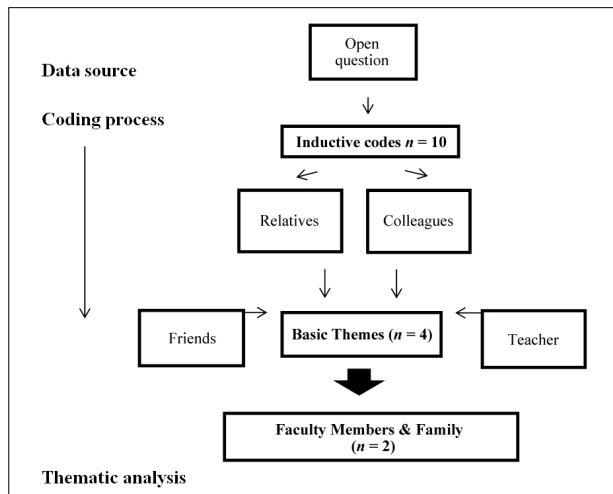 Open
question
Data source
Coding process
Inductive codes n = 10
Relatives
Colleagues
Friends
Basic Themes (n = 4)
Teacher
Faculty Members & Family
(n = 2)
Thematic analysis